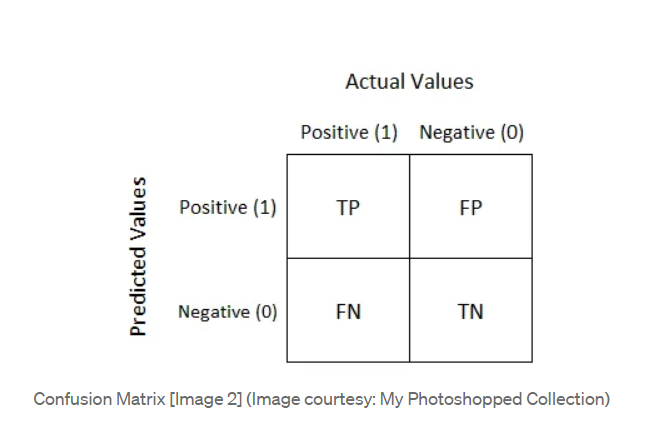 Actual Values
Positive (1) Negative (0)
Predicted Values
Positive (1) TP FP
Negative (0) FN TN
Confusion Matrix [Image 2] (Image courtesy: My Photoshopped Collection)